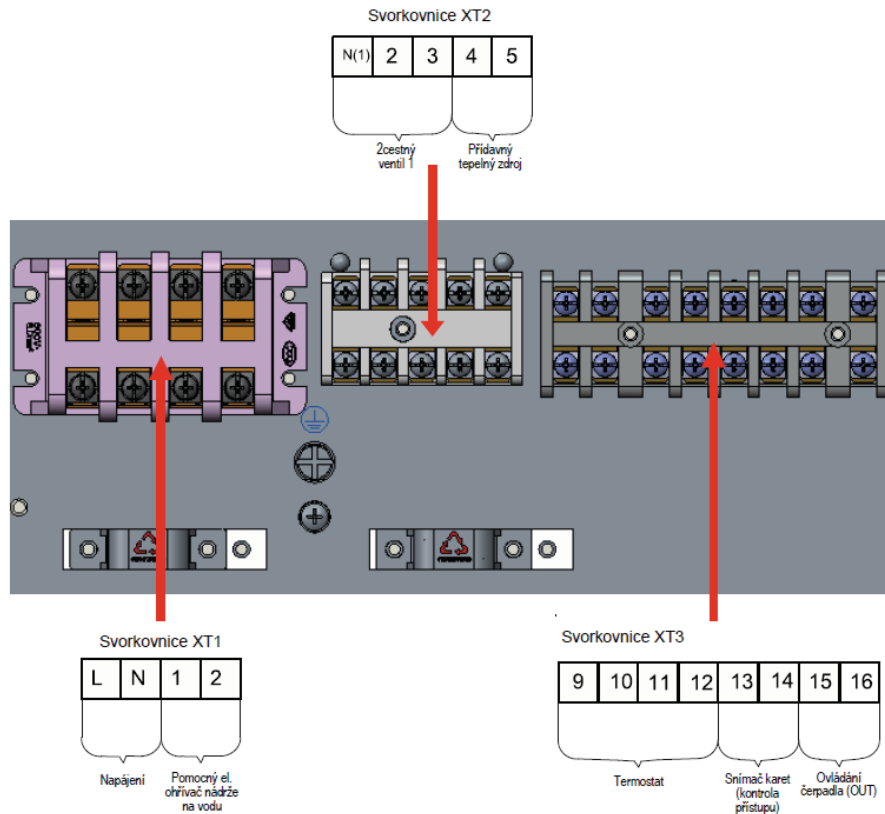 Svorkovnice XT2
N(1) 2 3 4 5
2cestný
ventil 1
Přídavný
tepelný zdroj
Svorkovnice XT1
L N 1 2
Napájení
Pomocný el.
ohřívač nádrže
na vodu
Svorkovnice XT3
9 10 11 12 13 14 15 16
Termostat
Snímač karet
(kontrola
přístupu)
Ovládání
čerpadla (OUT)